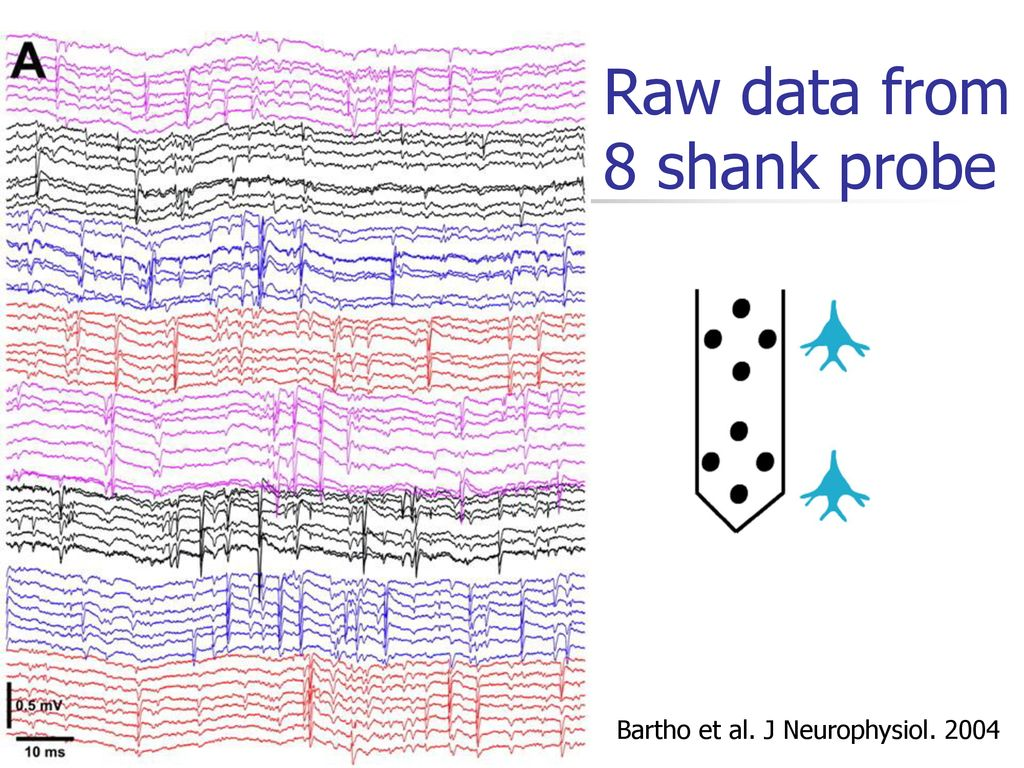 A
Raw data from
8 shank probe
0.5 mV
10 ms
Bartho et al. J Neurophysiol. 2004